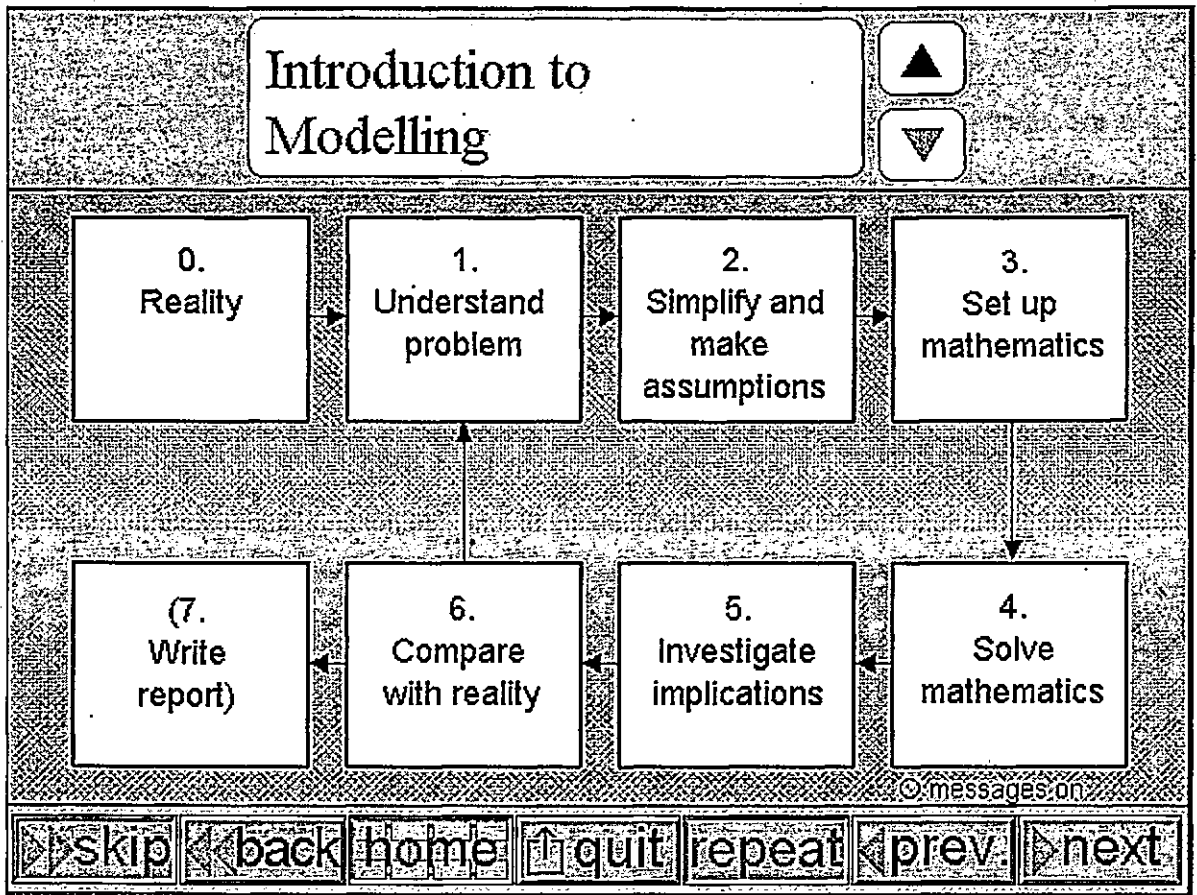 Introduction to
Modelling
0.
Reality
1.
Understand
problem
2.
Simplify and
make
assumptions
3.
Set up
mathematics
(7.
Write
report)
6.
Compare
with reality
5.
Investigate
implications
4.
Solve
mathematics
messages on
skip back home quit repeat prev. next